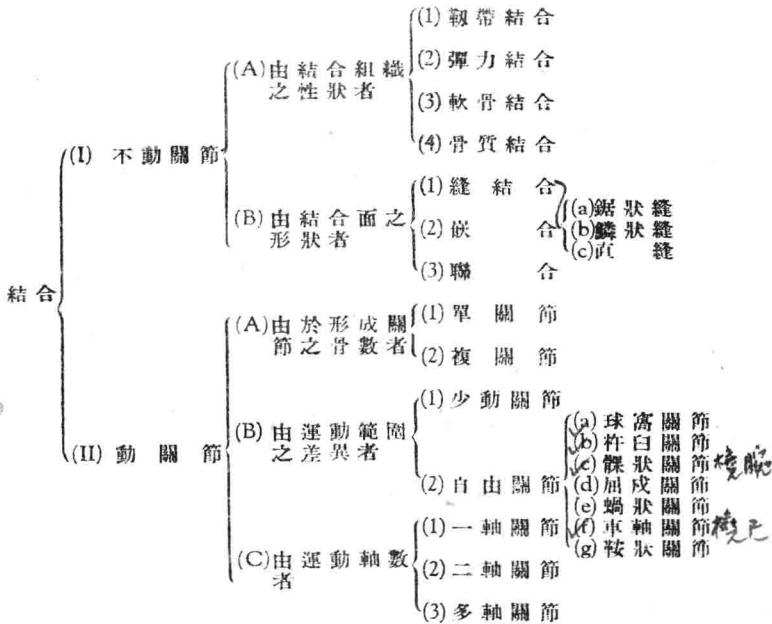 結合
(I) 不動關節
(A)由結合組織
之性狀者
(1)韌帶結合
(2)彈力結合
(3)軟骨結合
(4)骨質結合
(B)由結合面之
形狀者
(1)縫結合
(a)鋸狀縫
(b)鱗狀縫
(c)直縫
(2)嵌合
(3)聯合
(II)動關節
(A)由於形成關
節之骨數者
(1)單關節
(2)複關節
(B)由運動範圍
之差異者
(1)少動關節
(2)自由關節
(a)球窩關節
(b)杵臼關節
(c)髁狀關節 橈腕
(d)屈戍關節
(e)蝸狀關節
(f)車軸關節 橈尺
(g)鞍狀關節
(C)由運動軸數
者
(1)一軸關節
(2)二軸關節
(3)多軸關節